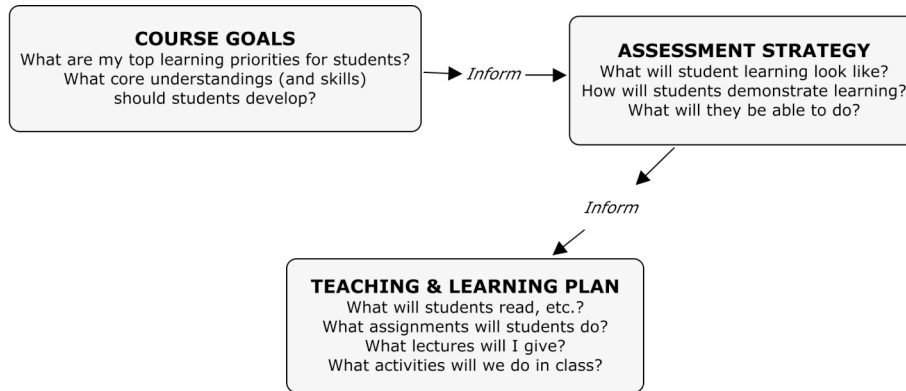 COURSE GOALS
What are my top learning priorities for students?
What core understandings (and skills)
should students develop?
Inform
ASSESSMENT STRATEGY
What will student learning look like?
How will students demonstrate learning?
What will they be able to do?
Inform
TEACHING & LEARNING PLAN
What will students read, etc.?
What assignments will students do?
What lectures will I give?
What activities will we do in class?